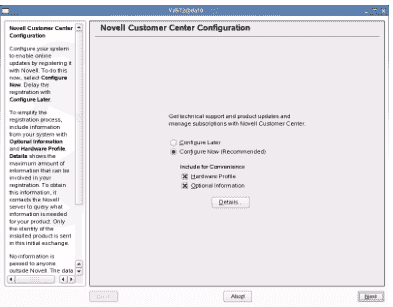 Novell Customer Center
Configuration
Configure your system
to enable online
updates by registering it
with Novell. To do this
now, select Configure
Now. Delay the
registration with
Configure Later.
To simplify the
registration process,
include information
from your system with
Optional Information
and Hardware Profile.
Details shows the
maximum amount of
information that can be
involved in your
registration. To obtain
this information, it
contacts the Novell
server to query what
information is needed
for your product. Only
the identity of the
installed product is sent
in this initial exchange.
No information is
passed to anyone
outside Novell. The data
Novell Customer Center Configuration
Get technical support and product updates and
manage subscriptions with Novell Customer Center.
Configure Later
Configure Now (Recommended)
Include for Convenience
Hardware Profile
Optional Information
Details...
Back
Abort
Next